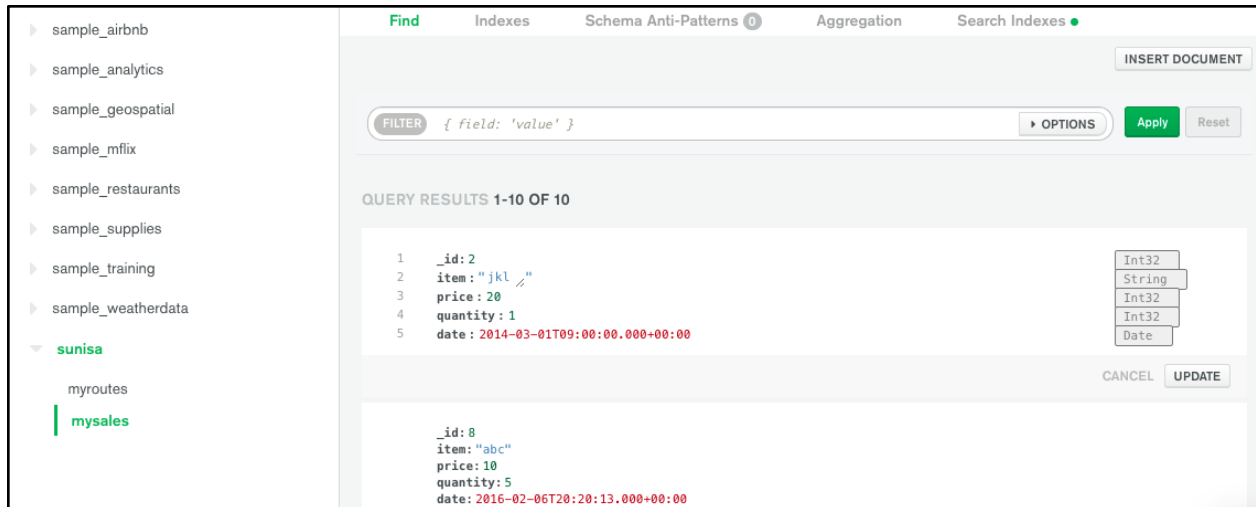 sample_airbnb
sample_analytics
sample_geospatial
sample_mflix
sample_restaurants
sample_supplies
sample_training
sample_weatherdata
sunisa
myroutes
mysales
Find Indexes Schema Anti-Patterns 0 Aggregation Search Indexes
INSERT DOCUMENT
FILTER { field: 'value' } OPTIONS Apply Reset
QUERY RESULTS 1-10 OF 10
1 _id: 2 Int32
2 item: "jkl " String
3 price: 20 Int32
4 quantity: 1 Int32
5 date: 2014-03-01T09:00:00.000+00:00 Date
CANCEL UPDATE
_id: 8
item: "abc"
price: 10
quantity: 5
date: 2016-02-06T20:20:13.000+00:00